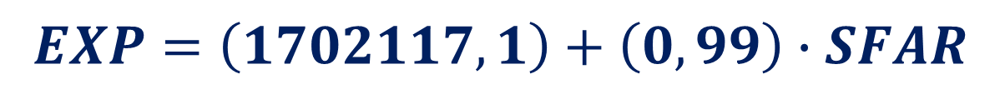 EXP = (1702117,1) + (0,99) · SFAR